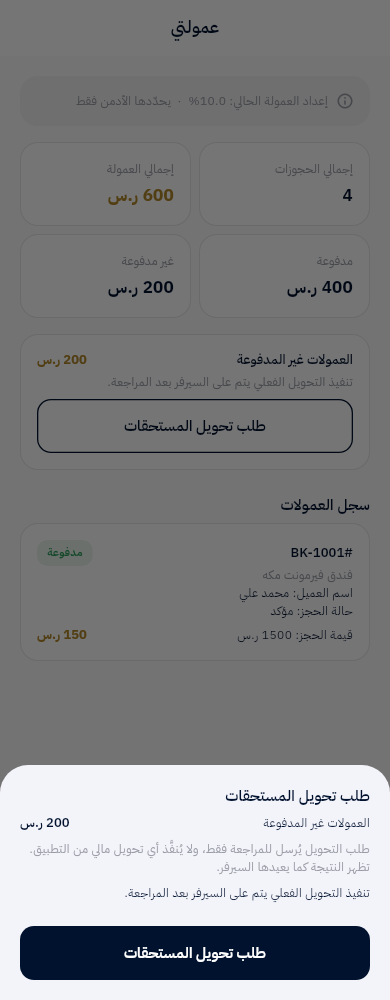 عمولتي
إعداد العمولة الحالي: 10.0% · يحدّدها الأدمن فقط
إجمالي الحجوزات
4
إجمالي العمولة
600 ر.س
مدفوعة
400 ر.س
غير مدفوعة
200 ر.س
العمولات غير المدفوعة 200 ر.س
تنفيذ التحويل الفعلي يتم على السيرفر بعد المراجعة.
طلب تحويل المستحقات
سجل العمولات
BK-1001# مدفوعة
فندق فيرمونت مكه
اسم العميل: محمد علي
حالة الحجز: مؤكد
قيمة الحجز: 1500 ر.س 150 ر.س
طلب تحويل المستحقات
العمولات غير المدفوعة 200 ر.س
طلب التحويل يُرسل للمراجعة فقط، ولا يُنفَّذ أي تحويل مالي من التطبيق.
تظهر النتيجة كما يعيدها السيرفر.
تنفيذ التحويل الفعلي يتم على السيرفر بعد المراجعة.
طلب تحويل المستحقات